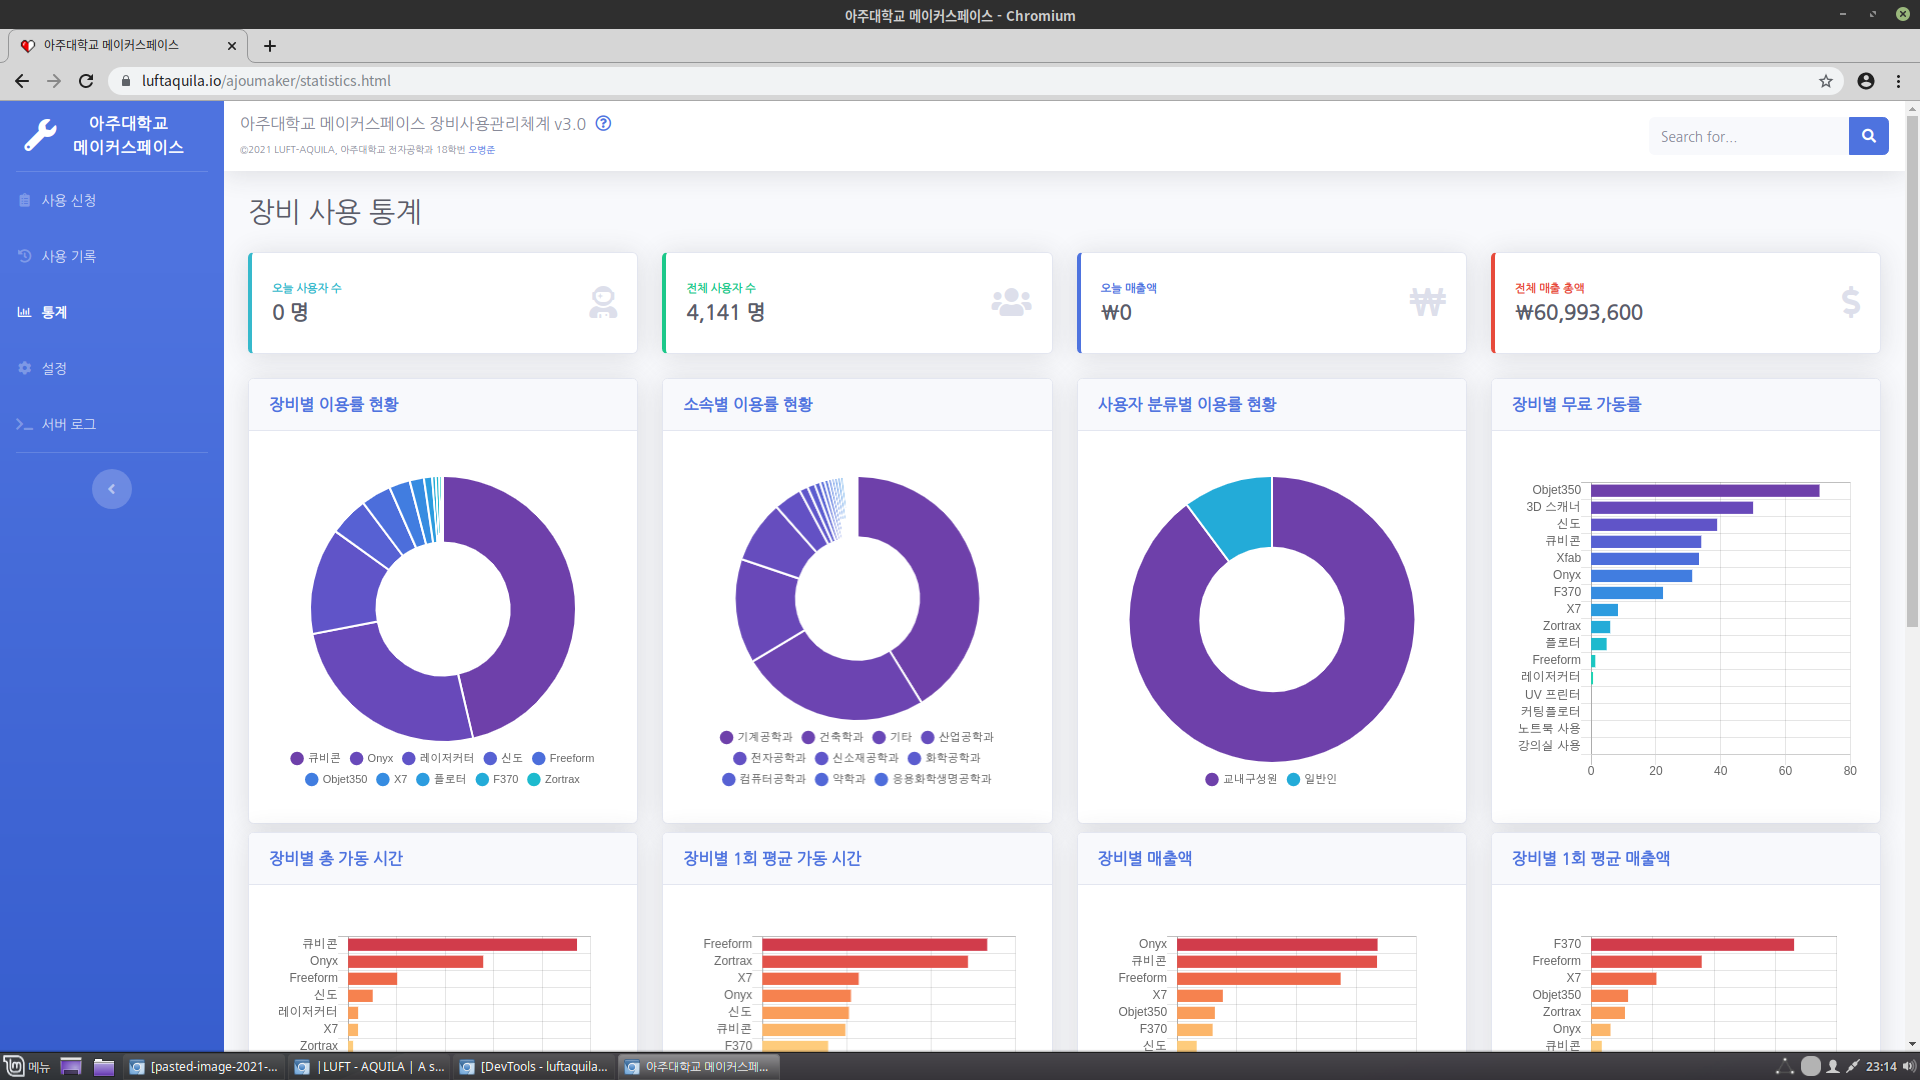 아주대학교 메이커스페이스 - Chromium
아주대학교 메이커스페이스
luftaquila.io/ajoumaker/statistics.html
아주대학교
메이커스페이스
사용 신청
사용 기록
통계
설정
서버 로그
아주대학교 메이커스페이스 장비사용관리체계 v3.0
©2021 LUFT-AQUILA, 아주대학교 전자공학과 18학번 오병준
Search for...
장비 사용 통계
오늘 사용자 수
0 명
전체 사용자 수
4,141 명
오늘 매출액
₩0
전체 매출 총액
₩60,993,600
장비별 이용률 현황
큐비콘 Onyx 레이저커터 신도 Freeform
Objet350 X7 플로터 F370 Zortrax
소속별 이용률 현황
기계공학과 건축학과 기타 산업공학과
전자공학과 신소재공학과 화학공학과
컴퓨터공학과 약학과 응용화학생명공학과
사용자 분류별 이용률 현황
교내구성원 일반인
장비별 무료 가동률
Objet350
3D 스캐너
신도
큐비콘
Xfab
Onyx
F370
X7
Zortrax
플로터
Freeform
레이저커터
UV 프린터
커팅플로터
노트북 사용
강의실 사용
0 20 40 60 80
장비별 총 가동 시간
큐비콘
Onyx
Freeform
신도
레이저커터
X7
Zortrax
장비별 1회 평균 가동 시간
Freeform
Zortrax
X7
Onyx
신도
큐비콘
F370
장비별 매출액
Onyx
큐비콘
Freeform
X7
Objet350
F370
신도
장비별 1회 평균 매출액
F370
Freeform
X7
Objet350
Zortrax
Onyx
큐비콘
메뉴
[pasted-image-2021-...
|LUFT - AQUILA | A s...
[DevTools - luftaquila...
아주대학교 메이커스페...
23:14